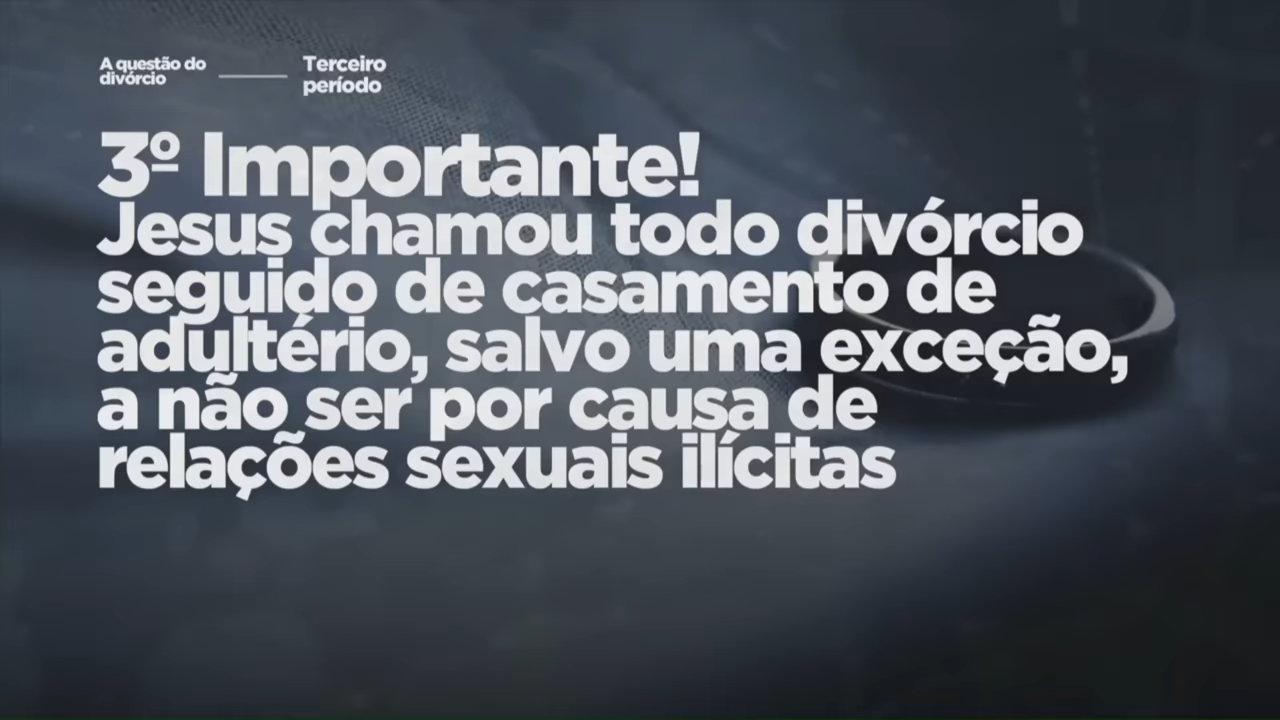 A questão do
divórcio
Terceiro
período
3º Importante!
Jesus chamou todo divórcio
seguido de casamento de
adultério, salvo uma exceção,
a não ser por causa de
relações sexuais ilícitas